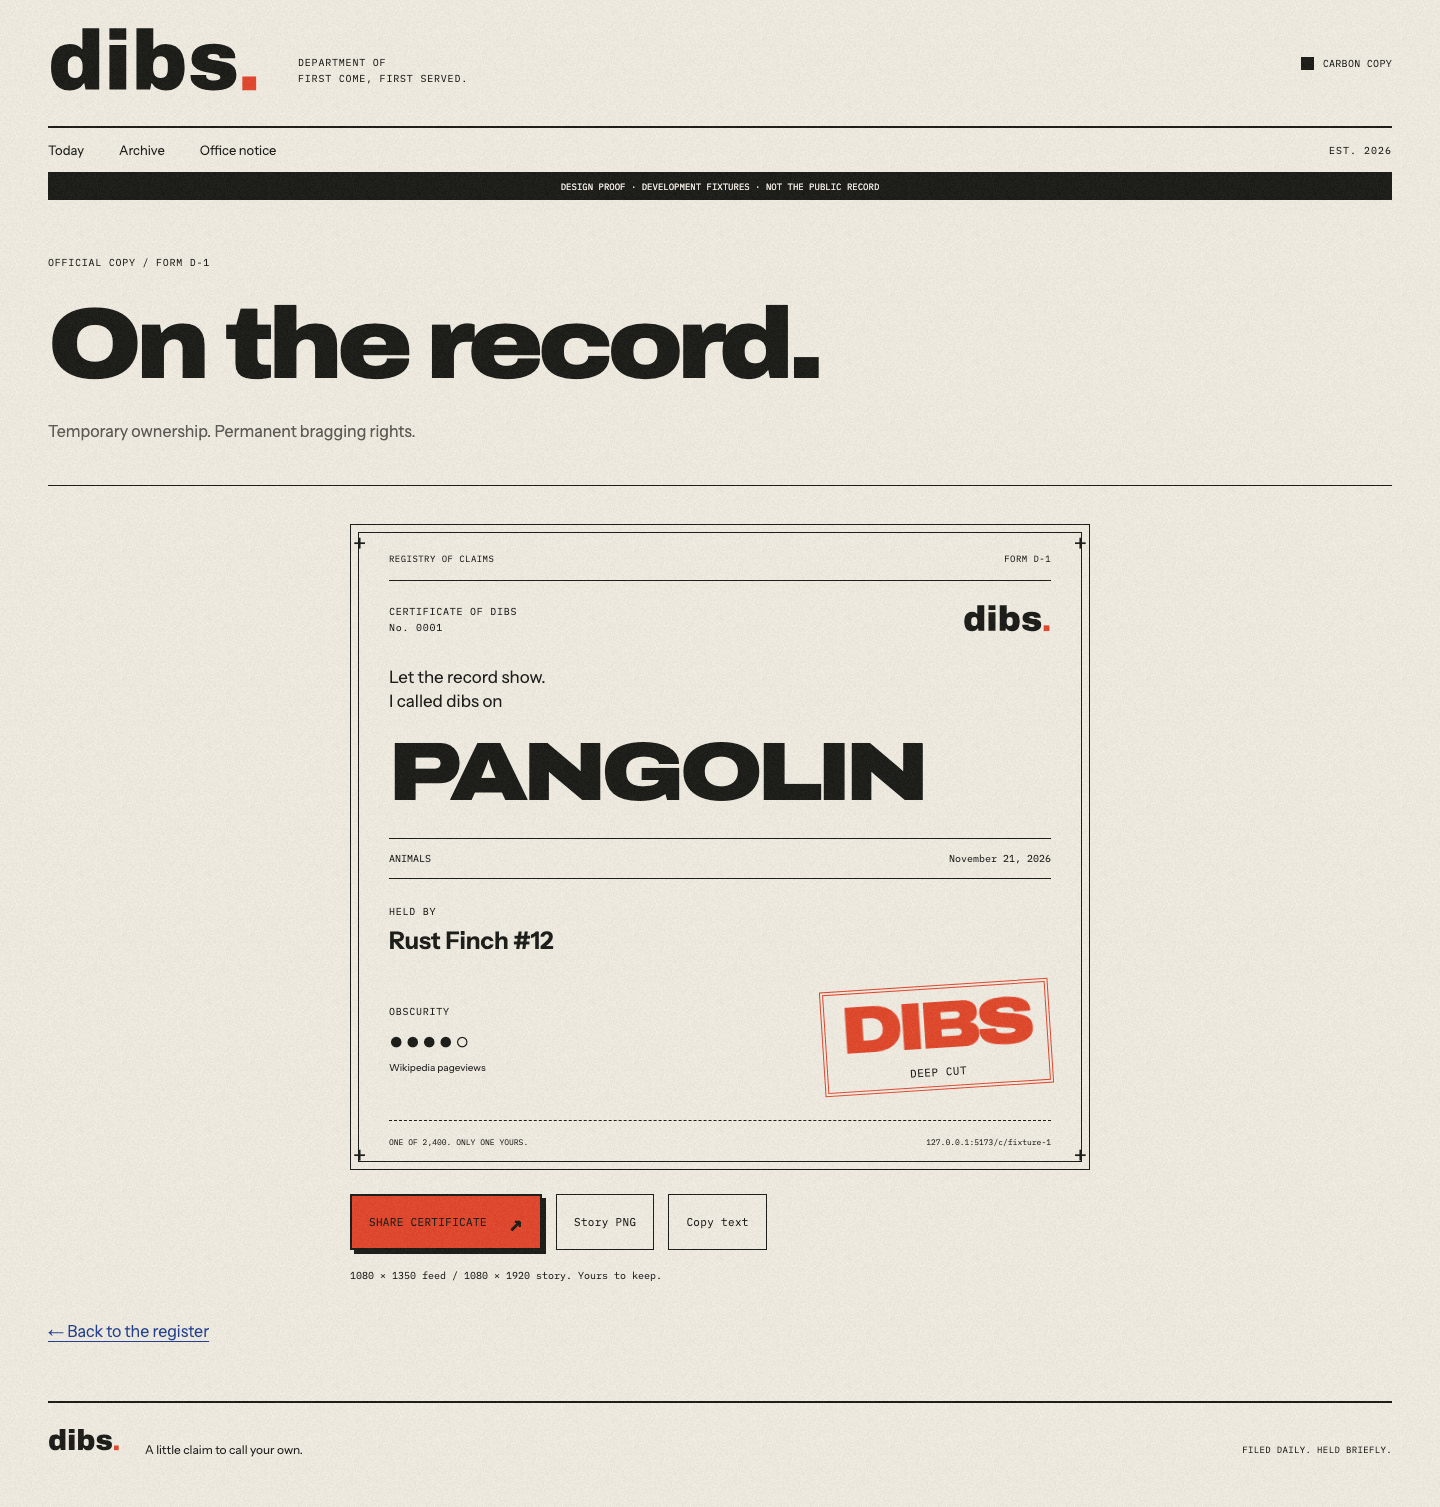 dibs.
DEPARTMENT OF
FIRST COME, FIRST SERVED.
CARBON COPY
Today Archive Office notice
EST. 2026
DESIGN PROOF · DEVELOPMENT FIXTURES · NOT THE PUBLIC RECORD
OFFICIAL COPY / FORM D-1
On the record.
Temporary ownership. Permanent bragging rights.
REGISTRY OF CLAIMS
FORM D-1
CERTIFICATE OF DIBS
No. 0001
dibs.
Let the record show.
I called dibs on
PANGOLIN
ANIMALS
November 21, 2026
HELD BY
Rust Finch #12
OBSCURITY
●●●●○
Wikipedia pageviews
DIBS
DEEP CUT
ONE OF 2,400. ONLY ONE YOURS.
127.0.0.1:5173/c/fixture-1
SHARE CERTIFICATE ↗
Story PNG
Copy text
1080 × 1350 feed / 1080 × 1920 story. Yours to keep.
← Back to the register
dibs.
A little claim to call your own.
FILED DAILY. HELD BRIEFLY.